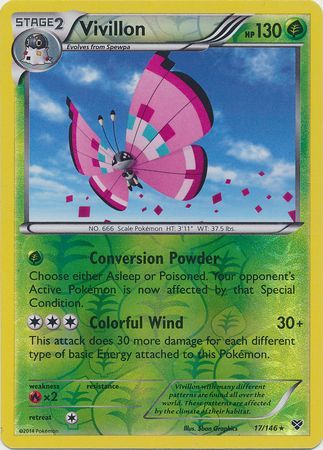 STAGE2
Vivillon
HP130
Evolves from Spewpa
NO. 666 Scale Pokémon HT: 3'11" WT: 37.5 lbs.
Conversion Powder
Choose either Asleep or Poisoned. Your opponent's
Active Pokémon is now affected by that Special
Condition.
Colorful Wind 30+
This attack does 30 more damage for each different
type of basic Energy attached to this Pokémon.
weakness resistance
×2
retreat
Vivillon with many different
patterns are found all over the
world. These patterns are affected
by the climate of their habitat.
©2014 Pokémon
Illus. 5ban Graphics
17/146★
XY